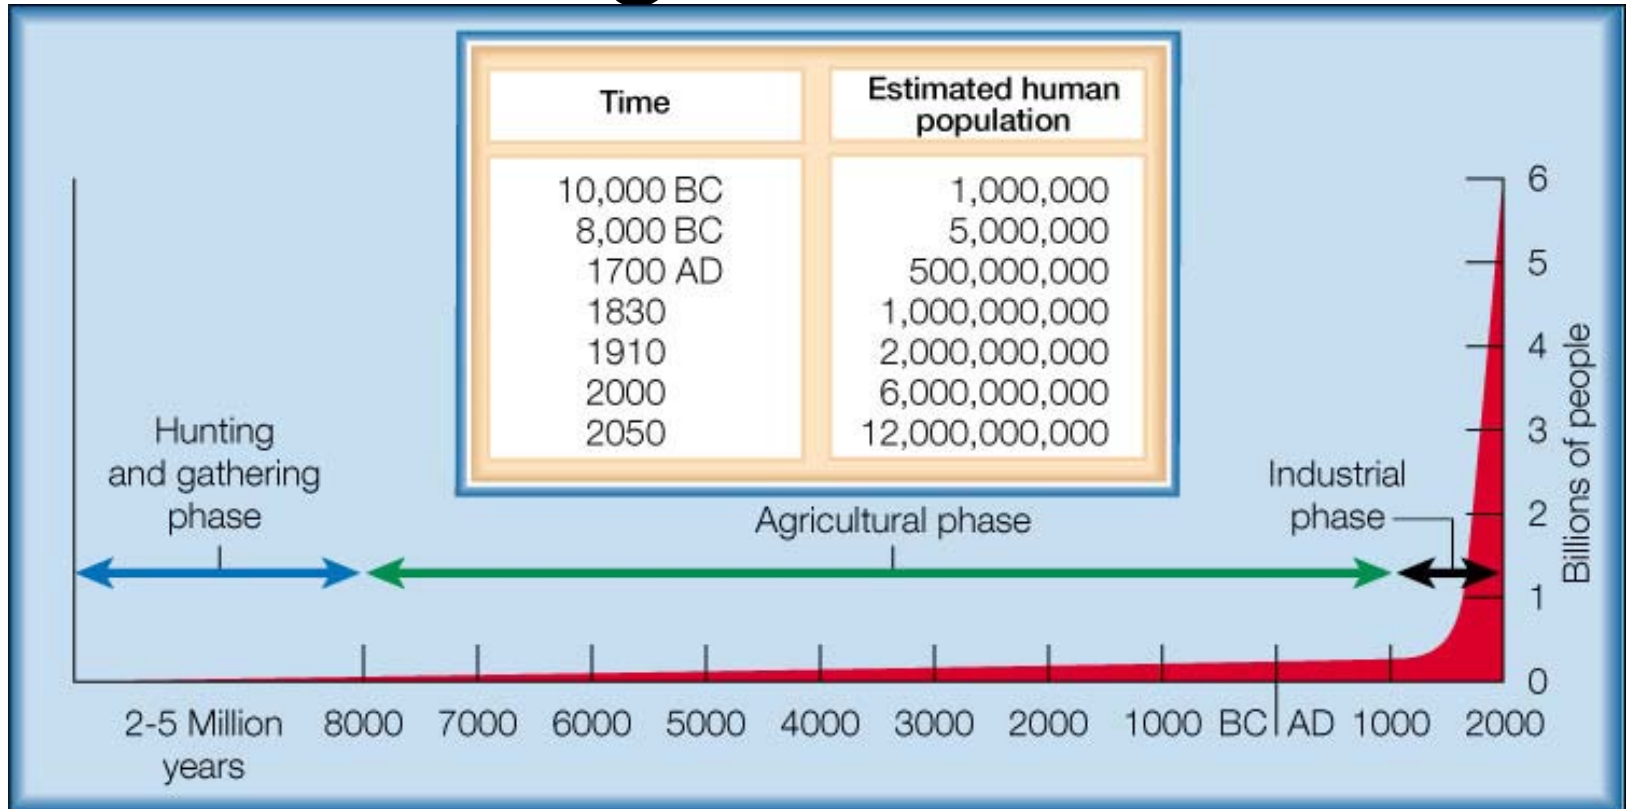 Time
Estimated human
population
10,000 BC 1,000,000
8,000 BC 5,000,000
1700 AD 500,000,000
1830 1,000,000,000
1910 2,000,000,000
2000 6,000,000,000
2050 12,000,000,000
Hunting
and gathering
phase
Agricultural phase
Industrial
phase
6
5
4
3
2
1
0
Billions of people
2-5 Million
years
8000 7000 6000 5000 4000 3000 2000 1000 BC AD 1000 2000